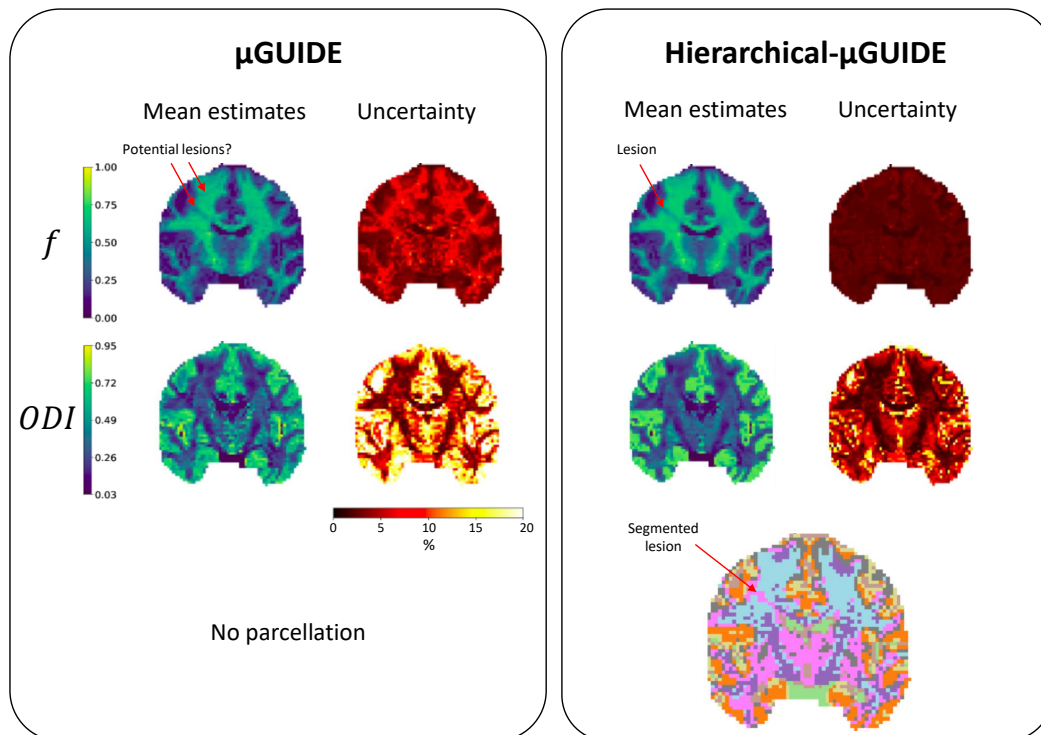 μGUIDE
Mean estimates
Uncertainty
Potential lesions?
f
1.00
0.75
0.50
0.25
0.00
ODI
0.95
0.72
0.49
0.26
0.03
0 5 10 15 20
%
No parcellation
Hierarchical-μGUIDE
Mean estimates
Uncertainty
Lesion
Segmented
lesion